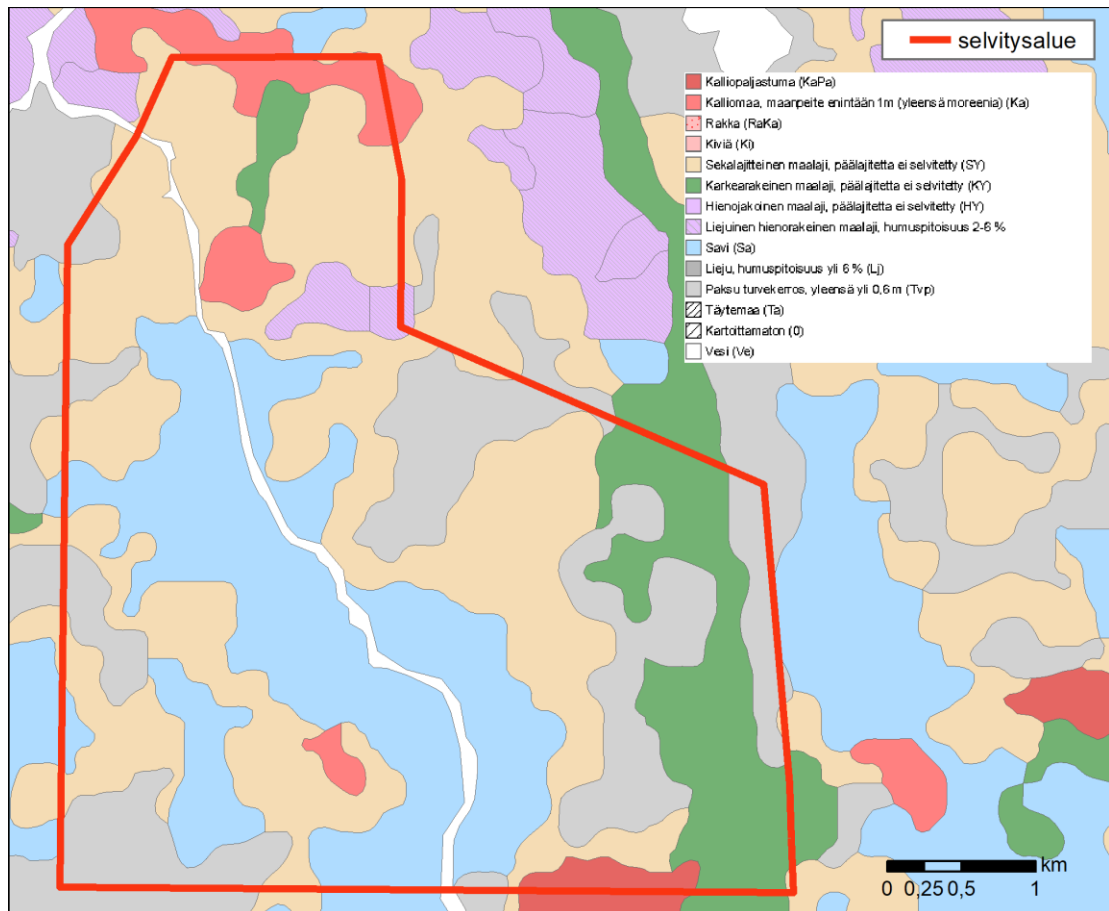 selvitysalue
Kalliopaljastuma (KaPa)
Kalliomaa, maanpeite enintään 1m (yleensä moreenia) (Ka)
Rakka (RaKa)
Kiviä (Ki)
Sekalajitteinen maalaji, päälajitetta ei selvitetty (SY)
Karkearakeinen maalaji, päälajitetta ei selvitetty (KY)
Hienojakoinen maalaji, päälajitetta ei selvitetty (HY)
Liejuinen hienorakeinen maalaji, humuspitoisuus 2-6 %
Savi (Sa)
Lieju, humuspitoisuus yli 6 % (Lj)
Paksu turvekerros, yleensä yli 0,6 m (Tvp)
Täytemaa (Ta)
Kartoittamaton (0)
Vesi (Ve)
km
0 0,25 0,5 1